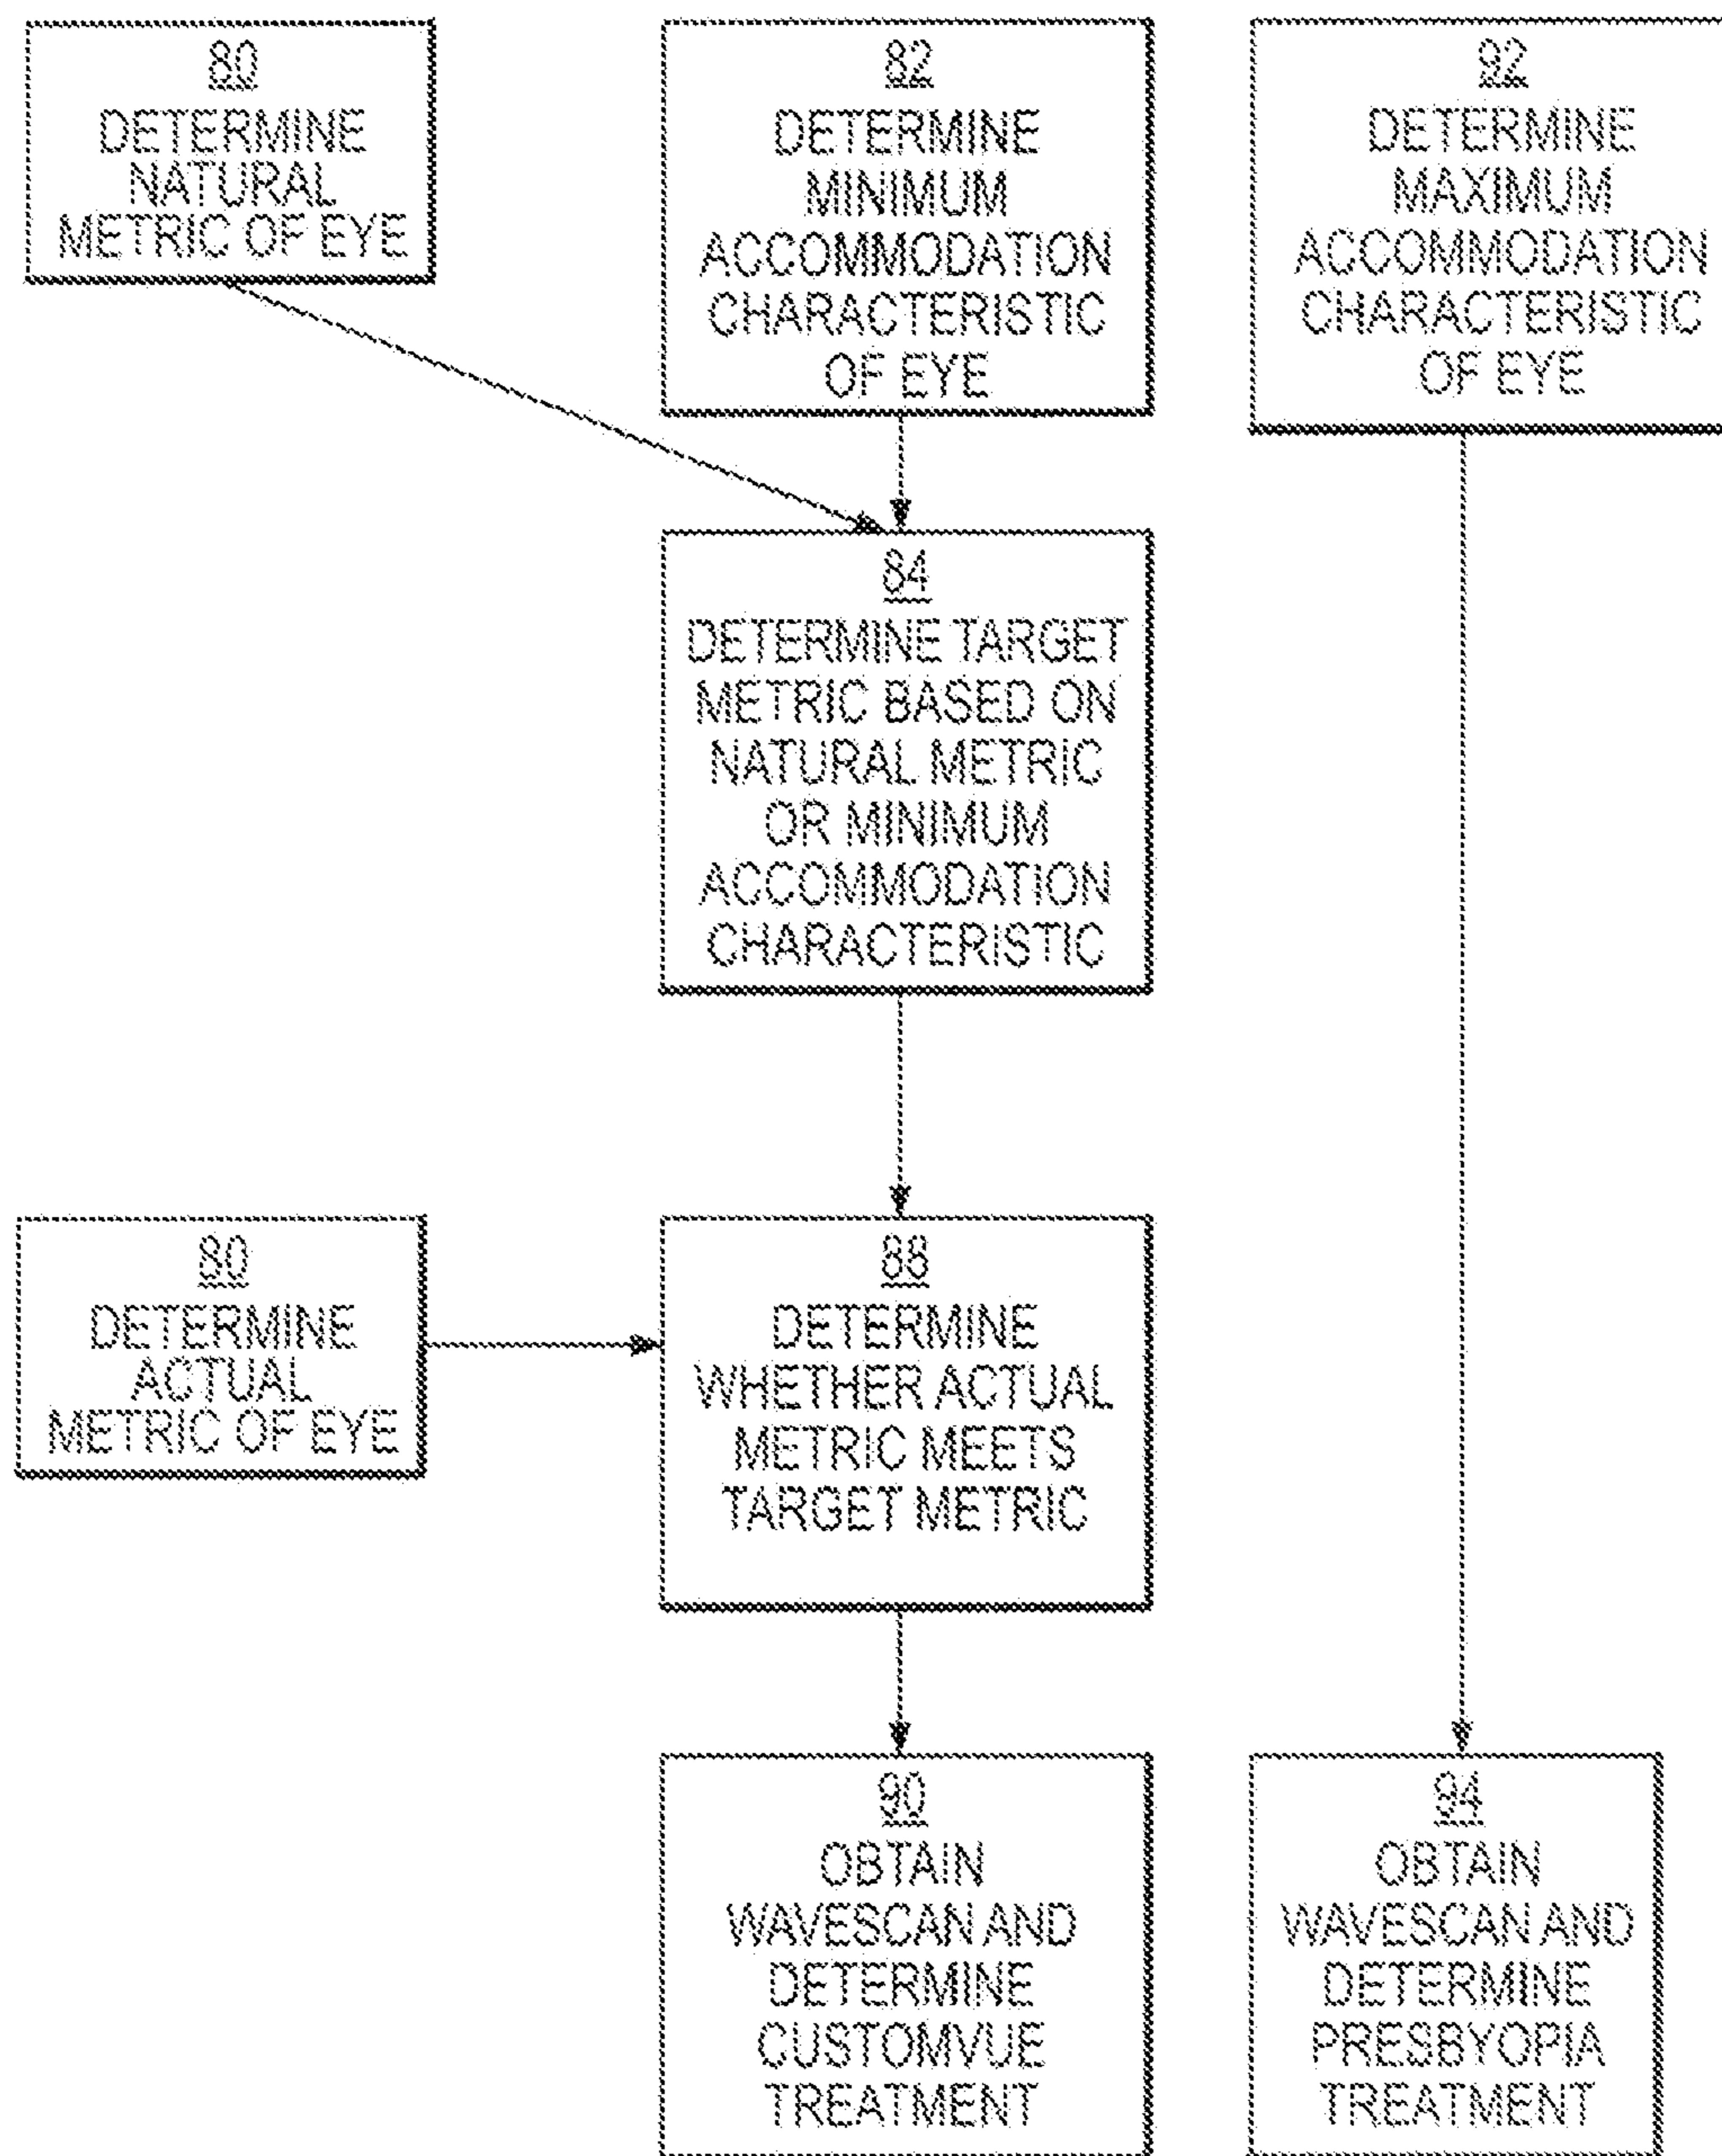 80
DETERMINE
NATURAL
METRIC OF EYE
82
DETERMINE
MINIMUM
ACCOMMODATION
CHARACTERISTIC
OF EYE
92
DETERMINE
MAXIMUM
ACCOMMODATION
CHARACTERISTIC
OF EYE
84
DETERMINE TARGET
METRIC BASED ON
NATURAL METRIC
OR MINIMUM
ACCOMMODATION
CHARACTERISTIC
80
DETERMINE
ACTUAL
METRIC OF EYE
88
DETERMINE
WHETHER ACTUAL
METRIC MEETS
TARGET METRIC
90
OBTAIN
WAVESCAN AND
DETERMINE
CUSTOMVUE
TREATMENT
94
OBTAIN
WAVESCAN AND
DETERMINE
PRESBYOPIA
TREATMENT